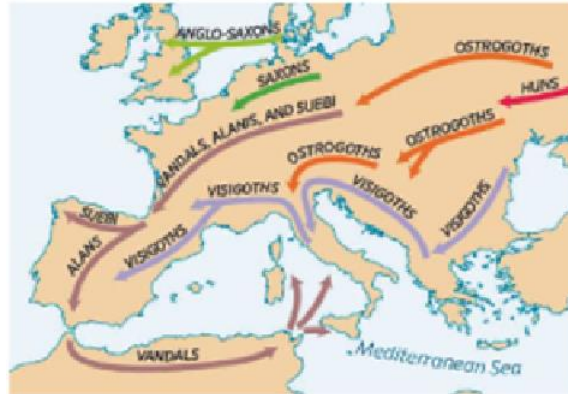 ANGLO-SAXONS
OSTROGOTHS
SAXONS
HUNS
VANDALS, ALANIS, AND SUEBI
OSTROGOTHS
OSTROGOTHS
VISIGOTHS
VISIGOTHS
VISIGOTHS
SUEBI
ALANS
VISIGOTHS
VANDALS
Mediterranean Sea